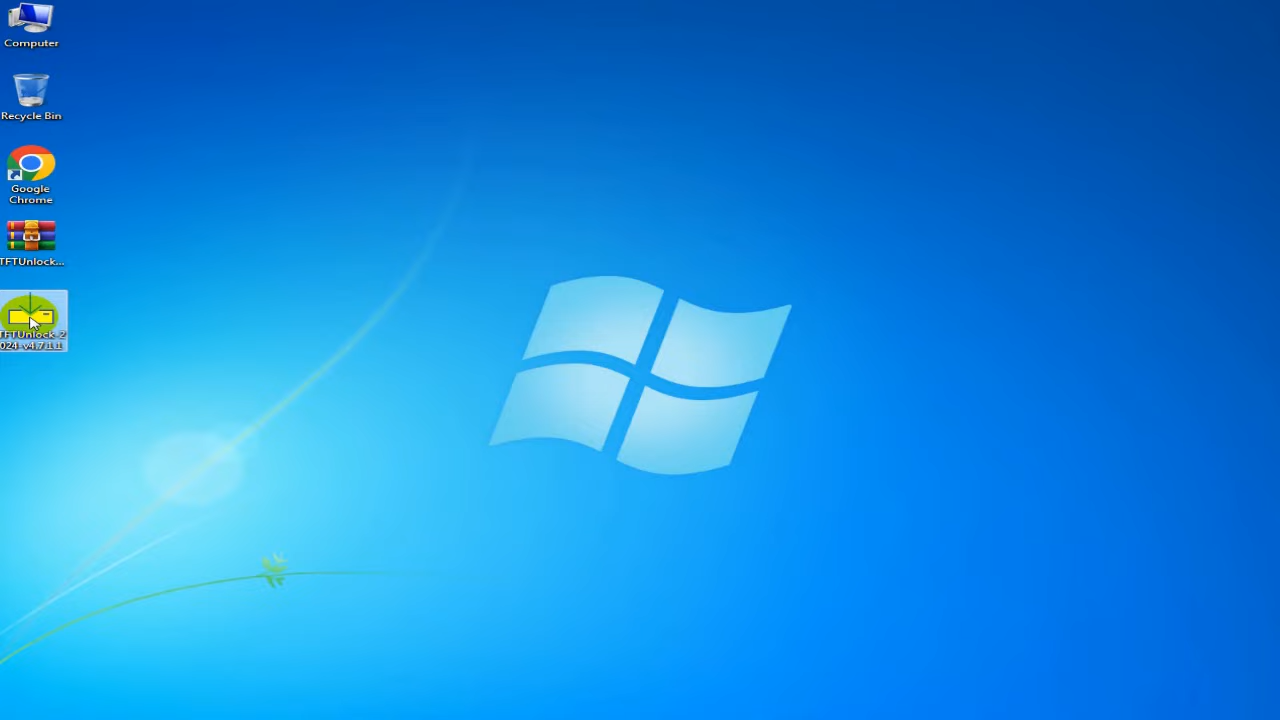 Computer
Recycle Bin
Google
Chrome
TFTUnlock...
TFTUnlock-2
024-v4.7.1.1